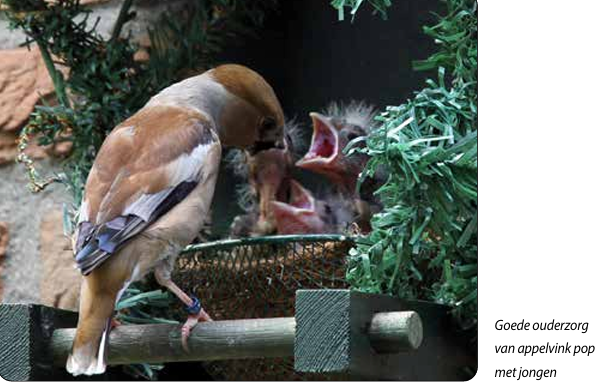 Goede ouderzorg
van appelvink pop
met jongen